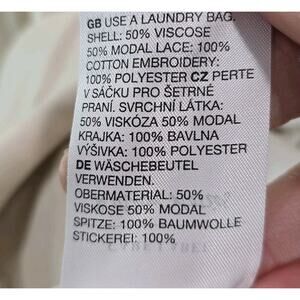 GB USE A LAUNDRY BAG.
SHELL: 50% VISCOSE
50% MODAL LACE: 100%
COTTON EMBROIDERY:
100% POLYESTER CZ PERTE
V SÁČKU PRO ŠETRNÉ
PRANÍ. SVRCHNÍ LÁTKA:
50% VISKÓZA 50% MODAL
KRAJKA: 100% BAVLNA
VÝŠIVKA: 100% POLYESTER
DE WÄSCHEBEUTEL
VERWENDEN.
OBERMATERIAL: 50%
VISKOSE 50% MODAL
SPITZE: 100% BAUMWOLLE
STICKEREI: 100%